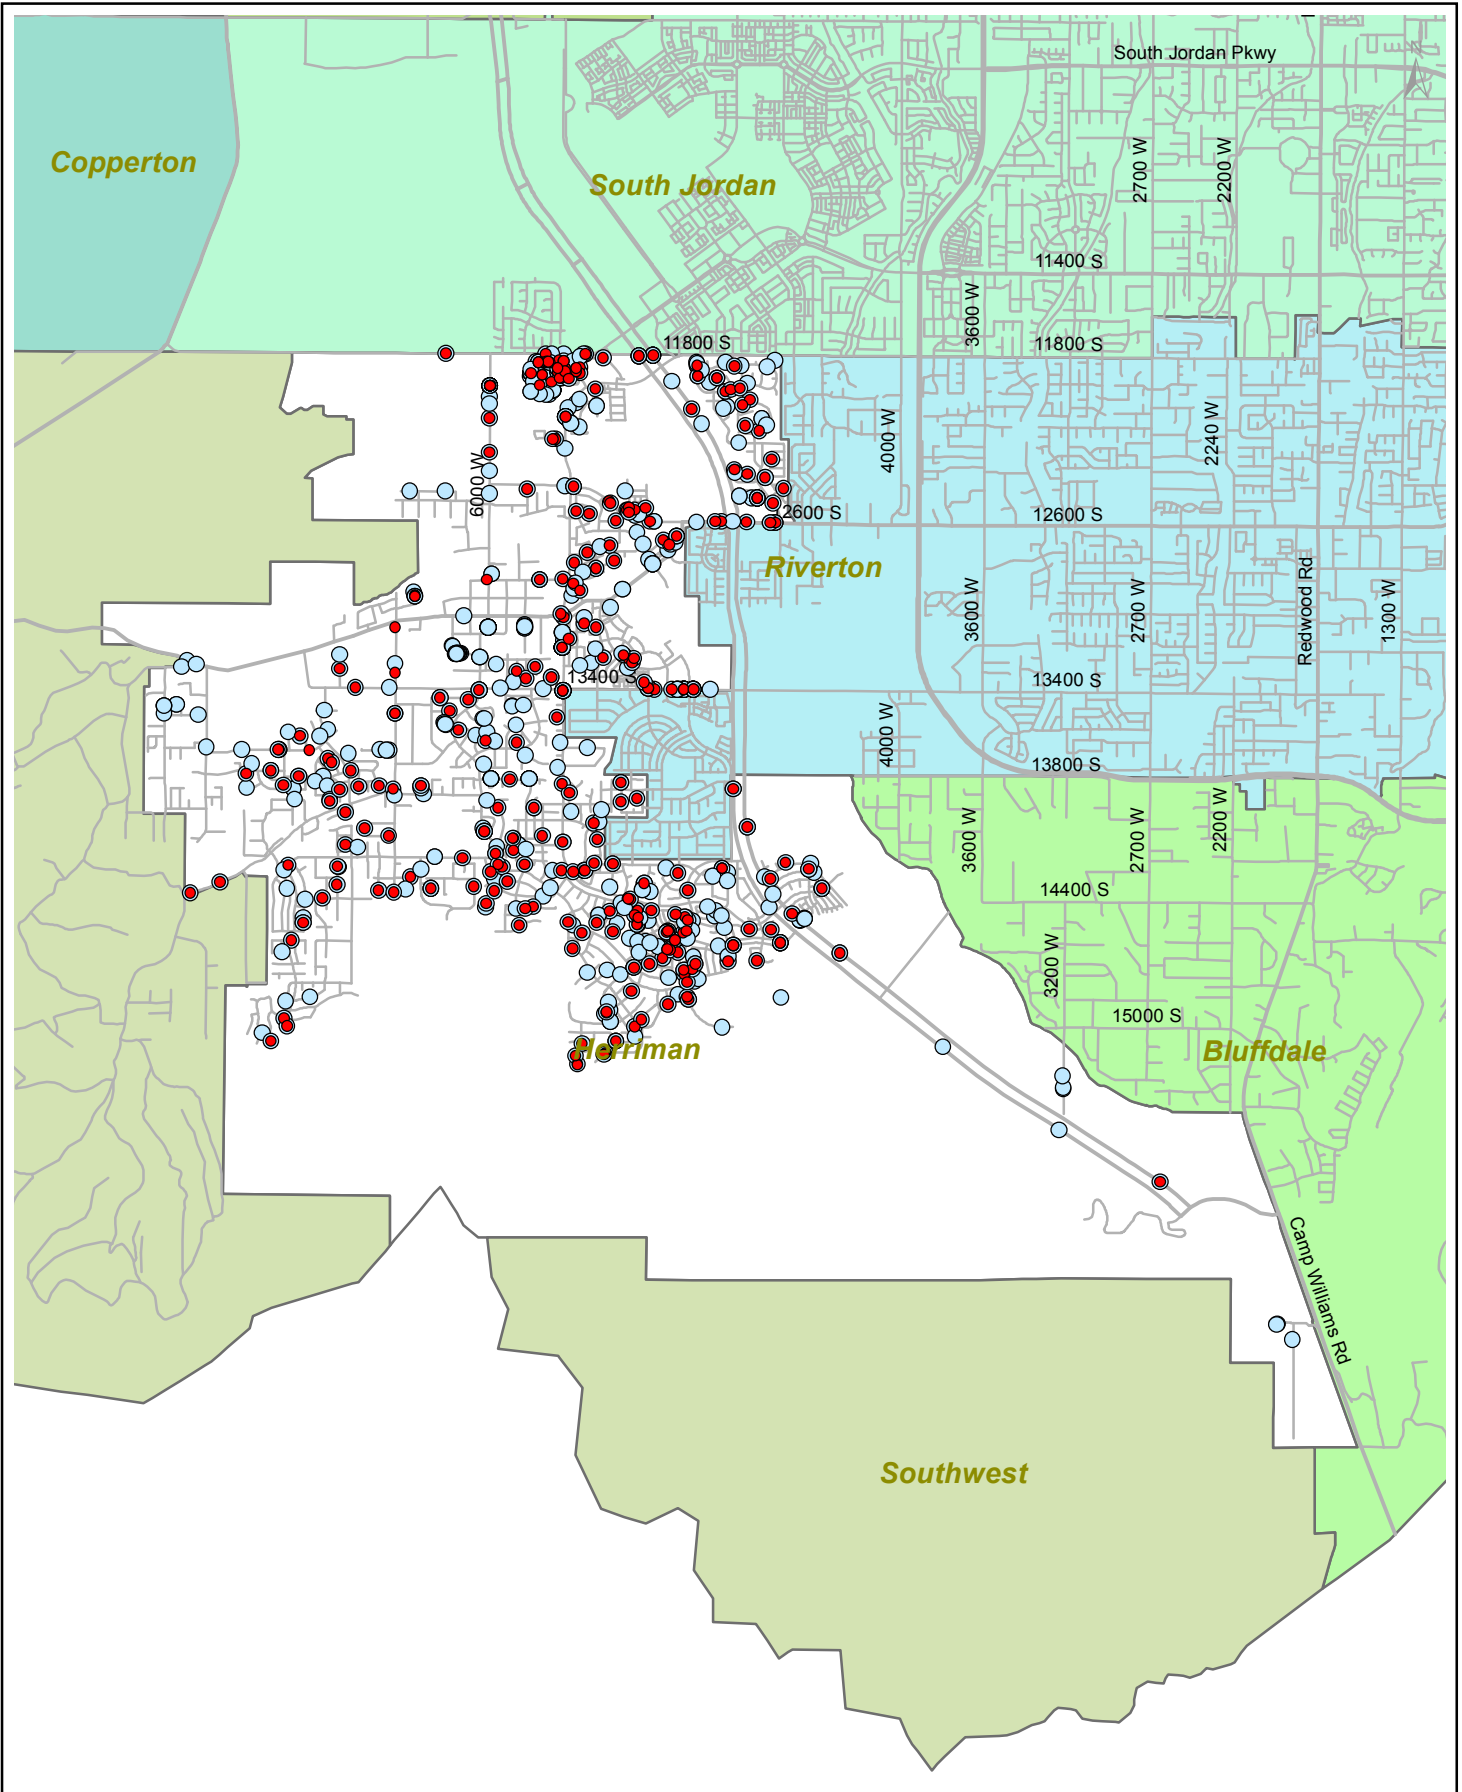 South Jordan Pkwy
Copperton
South Jordan
2700 W
2200 W
11400 S
3600 W
11800 S
11800 S
4000 W
2240 W
6000 W
2600 S
12600 S
Riverton
Redwood Rd
3600 W
2700 W
1300 W
13400 S
13400 S
4000 W
13800 S
3600 W
2700 W
2200 W
14400 S
3200 W
15000 S
Herriman
Bluffdale
Camp Williams Rd
Southwest